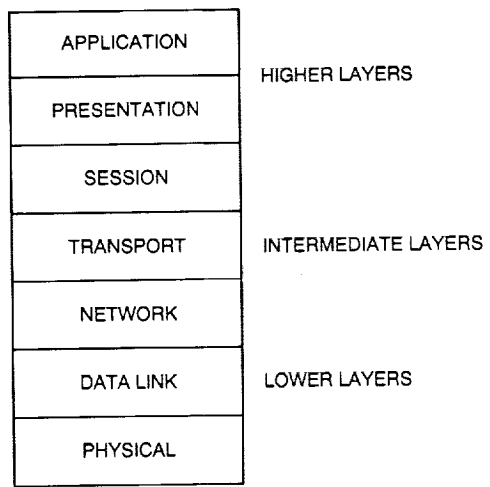 APPLICATION
HIGHER LAYERS
PRESENTATION
SESSION
TRANSPORT
INTERMEDIATE LAYERS
NETWORK
DATA LINK
LOWER LAYERS
PHYSICAL